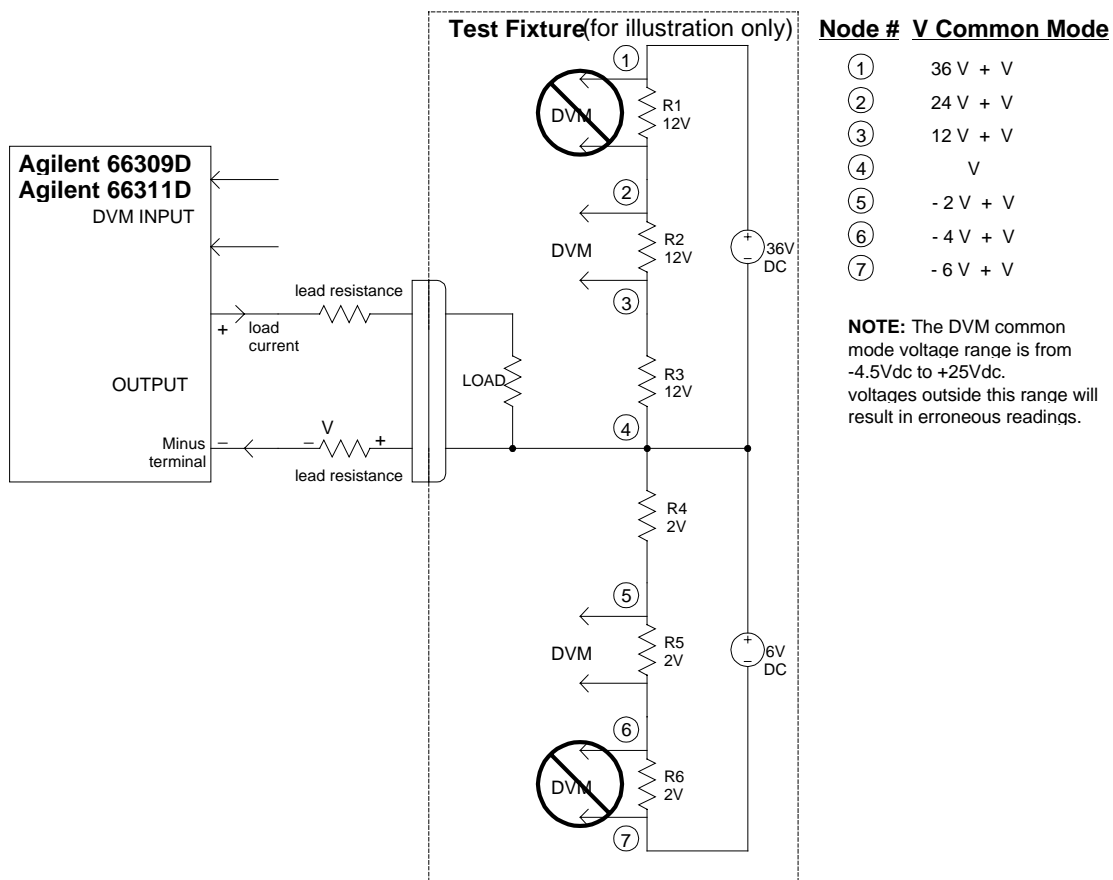 Test Fixture(for illustration only)
Node # V Common Mode
1 36 V + V
2 24 V + V
3 12 V + V
4 V
5 - 2 V + V
6 - 4 V + V
7 - 6 V + V
NOTE: The DVM common
mode voltage range is from
-4.5Vdc to +25Vdc.
voltages outside this range will
result in erroneous readings.
Agilent 66309D
Agilent 66311D
DVM INPUT
+
load
current
lead resistance
OUTPUT
Minus
terminal
–
– V +
lead resistance
LOAD
1
DVM
R1
12V
2
DVM
R2
12V
3
R3
12V
4
+
–
36V
DC
R4
2V
5
DVM
R5
2V
6
DVM
R6
2V
7
+
–
6V
DC